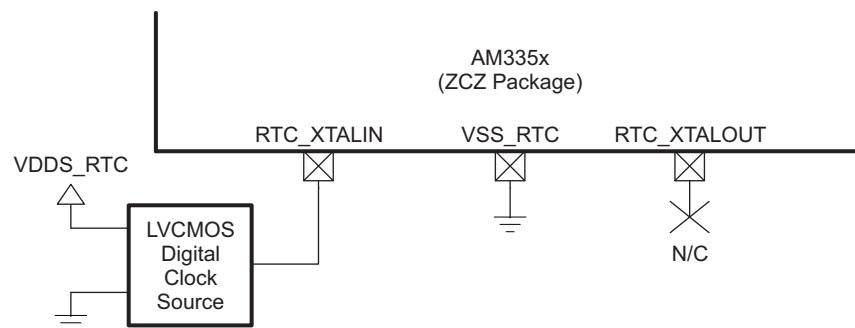 AM335x
(ZCZ Package)
RTC_XTALIN
VSS_RTC
RTC_XTALOUT
VDDS_RTC
LVCMOS
Digital
Clock
Source
N/C